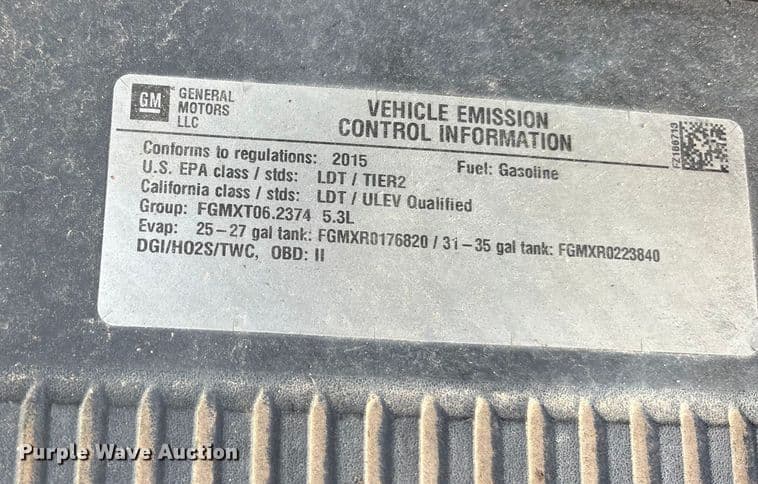 GM GENERAL
MOTORS
LLC
VEHICLE EMISSION
CONTROL INFORMATION
Conforms to regulations: 2015
Fuel: Gasoline
U.S. EPA class / stds: LDT / TIER2
California class / stds: LDT / ULEV Qualified
Group: FGMXT06.2374 5.3L
Evap: 25-27 gal tank: FGMXR0176820 / 31-35 gal tank: FGMXR0223840
DGI/HO2S/TWC, OBD: II
Purple Wave Auction